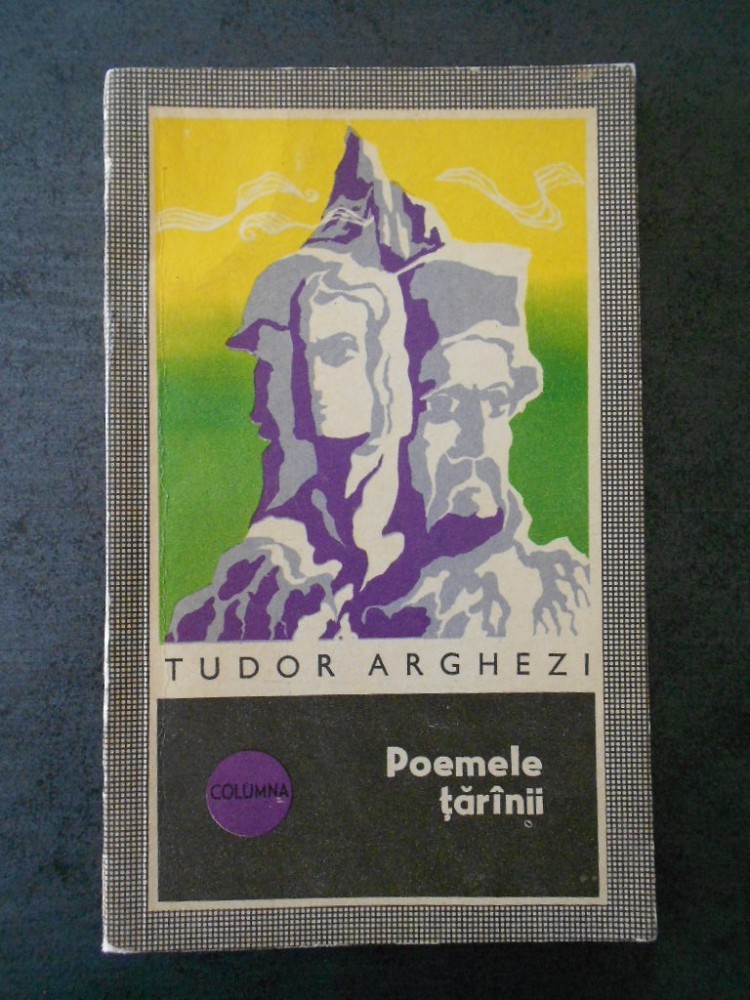 TUDOR ARGHEZI
COLUMNA
Poemele
țărînii